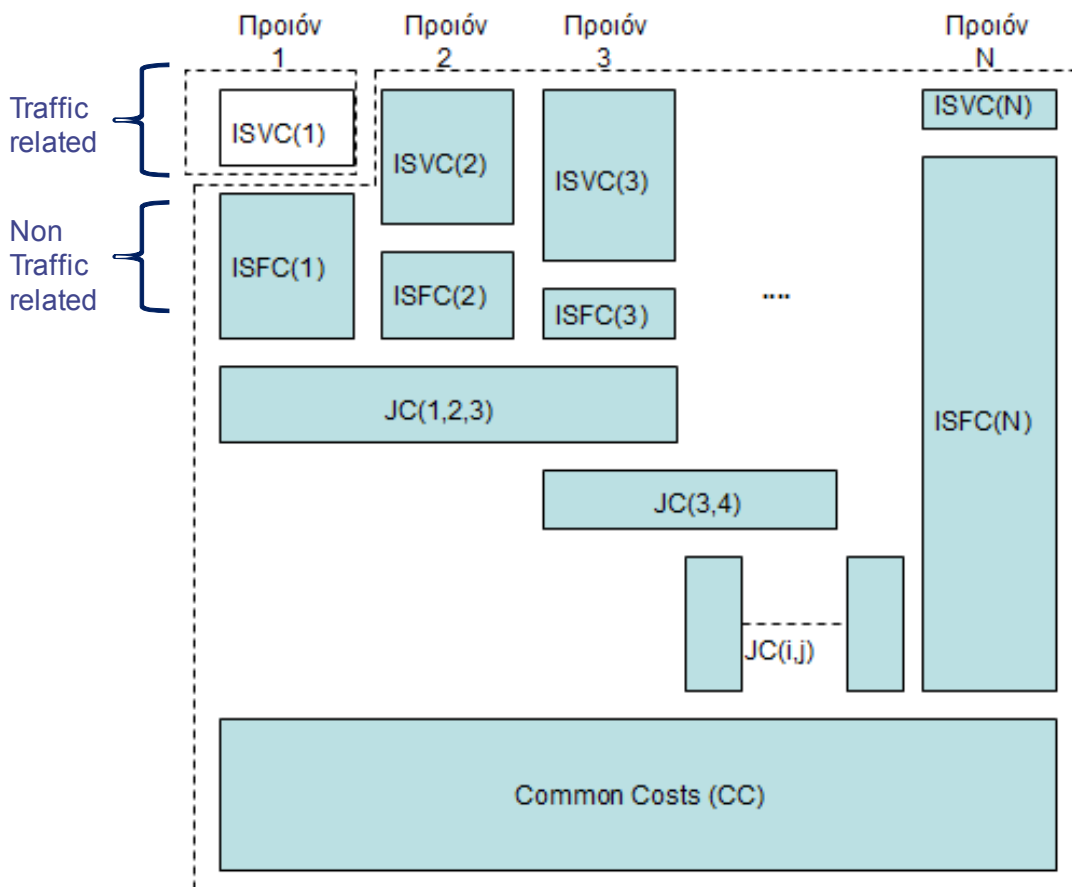 Προιόν
1
Προιόν
2
Προιόν
3
Προιόν
N
Traffic
related
ISVC(1)
ISVC(2)
ISVC(3)
ISVC(N)
Non
Traffic
related
ISFC(1)
ISFC(2)
ISFC(3)
....
ISFC(N)
JC(1,2,3)
JC(3,4)
JC(i,j)
Common Costs (CC)